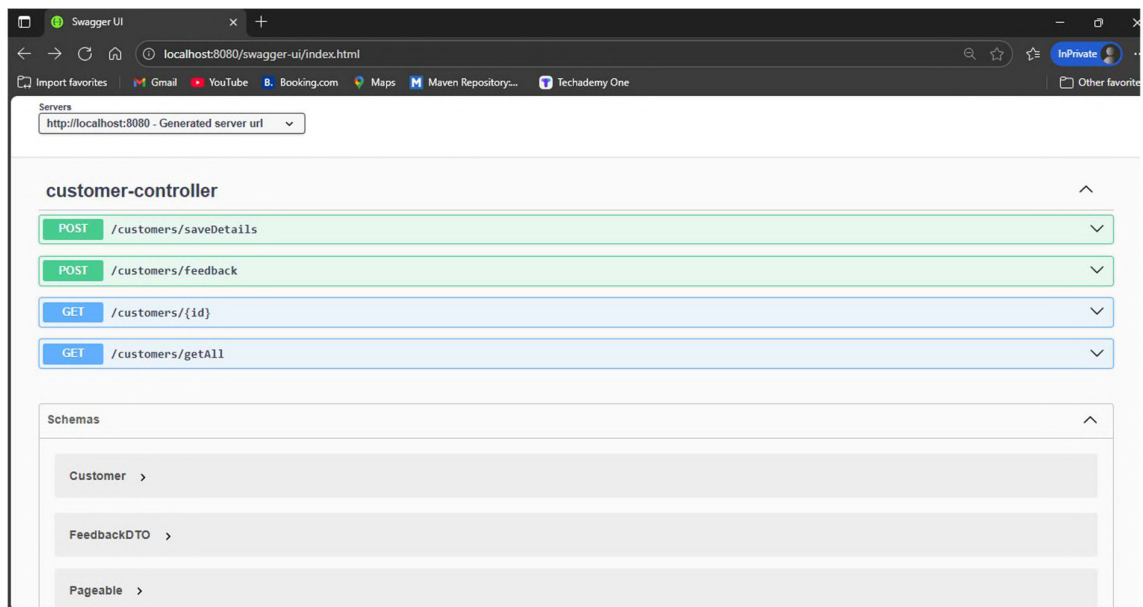 Swagger UI
localhost:8080/swagger-ui/index.html
InPrivate
Import favorites Gmail YouTube B. Booking.com Maps M Maven Repository:... Techademy One Other favorite
Servers
http://localhost:8080 - Generated server url
customer-controller
POST /customers/saveDetails
POST /customers/feedback
GET /customers/{id}
GET /customers/getAll
Schemas
Customer
FeedbackDTO
Pageable